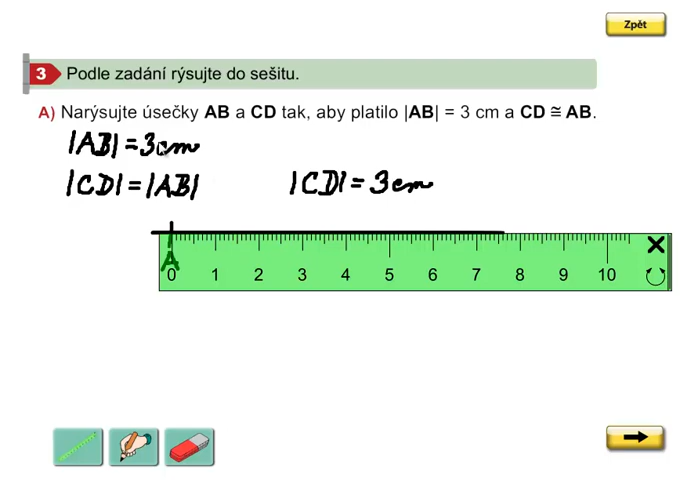 Zpět
3 Podle zadání rýsujte do sešitu.
A) Narýsujte úsečky AB a CD tak, aby platilo |AB| = 3 cm a CD ≅ AB.
|AB| = 3cm
|CD| = |AB| |CD| = 3cm
A
0 1 2 3 4 5 6 7 8 9 10